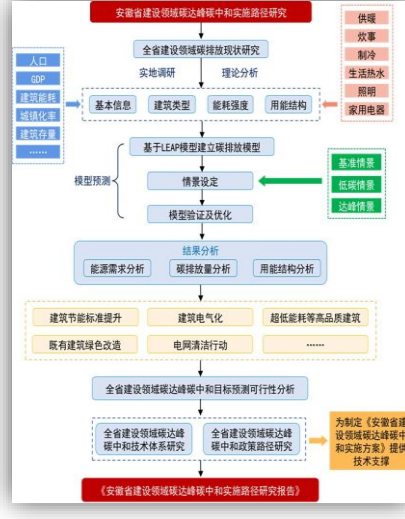 安徽省建设领域碳达峰碳中和实施路径研究
全省建设领域碳排放现状研究
实地调研
理论分析
人口
GDP
建筑能耗
城镇化率
建筑存量
……
基本信息
建筑类型
能耗强度
用能结构
供暖
炊事
制冷
生活热水
照明
家用电器
基于LEAP模型建立碳排放模型
模型预测
情景设定
模型验证及优化
基准情景
低碳情景
达峰情景
结果分析
能源需求分析
碳排放量分析
用能结构分析
建筑节能标准提升
建筑电气化
超低能耗等高品质建筑
既有建筑绿色改造
电网清洁行动
……
全省建设领域碳达峰碳中和目标预测可行性分析
全省建设领域碳达峰
碳中和技术体系研究
全省建设领域碳达峰
碳中和政策路径研究
为制定《安徽省建
设领域碳达峰碳中
和实施方案》提供
技术支撑
《安徽省建设领域碳达峰碳中和实施路径研究报告》